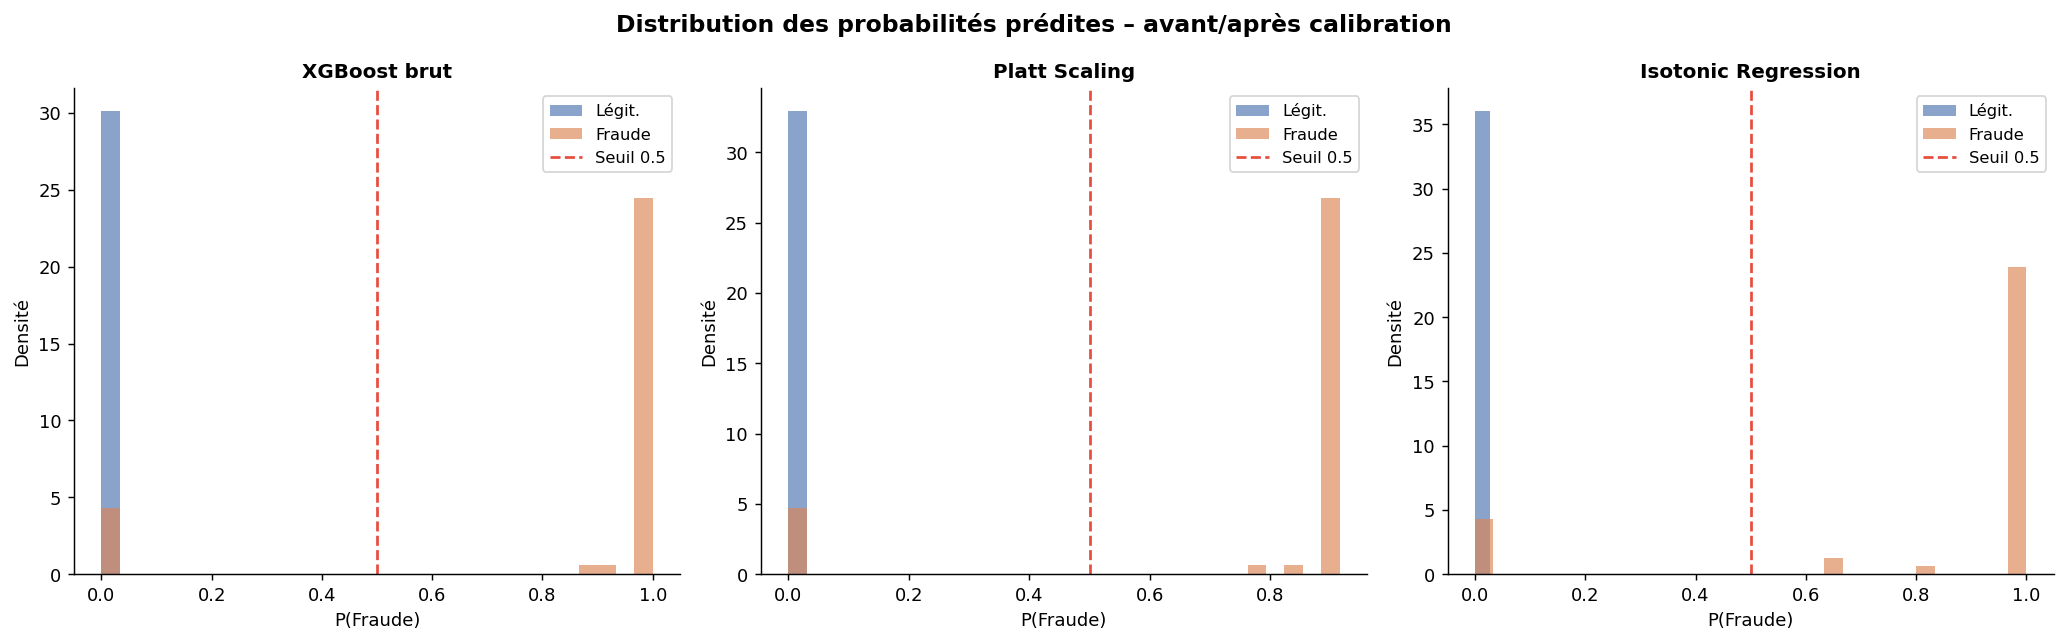 Distribution des probabilités prédites – avant/après calibration
XGBoost brut
Légit.
Fraude
Seuil 0.5
30
25
20
15
10
5
0
Densité
0.0 0.2 0.4 0.6 0.8 1.0
P(Fraude)
Platt Scaling
Légit.
Fraude
Seuil 0.5
30
25
20
15
10
5
0
Densité
0.0 0.2 0.4 0.6 0.8
P(Fraude)
Isotonic Regression
Légit.
Fraude
Seuil 0.5
35
30
25
20
15
10
5
0
Densité
0.0 0.2 0.4 0.6 0.8 1.0
P(Fraude)